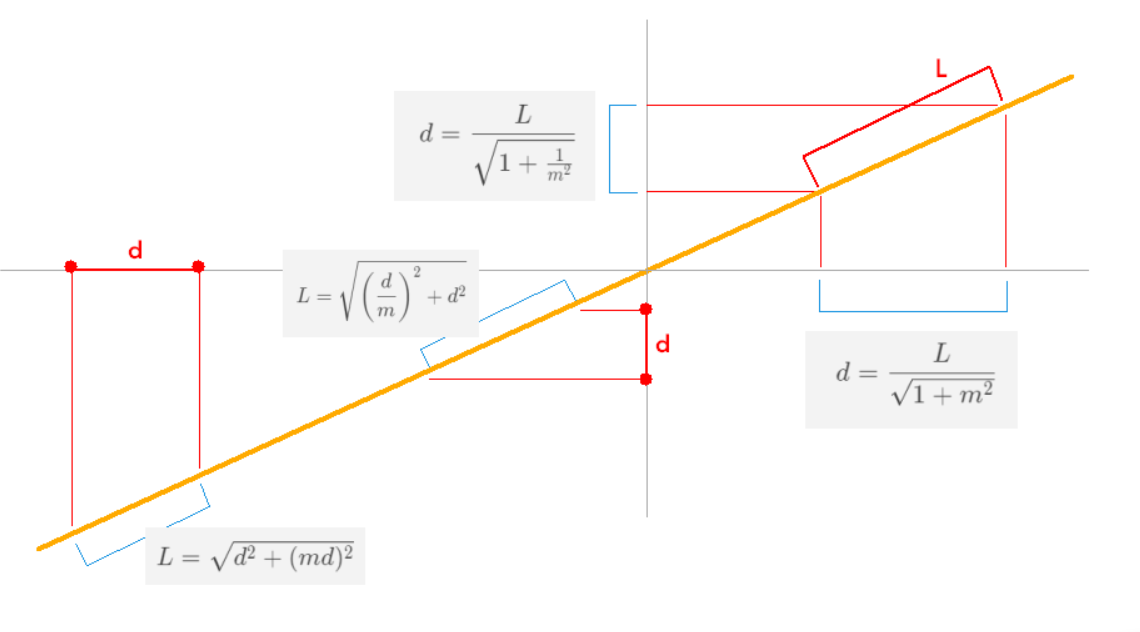 L
d = \frac{L}{\sqrt{1 + \frac{1}{m^2}}}
d
L = \sqrt{\left(\frac{d}{m}\right)^2 + d^2}
d
d = \frac{L}{\sqrt{1 + m^2}}
L = \sqrt{d^2 + (md)^2}